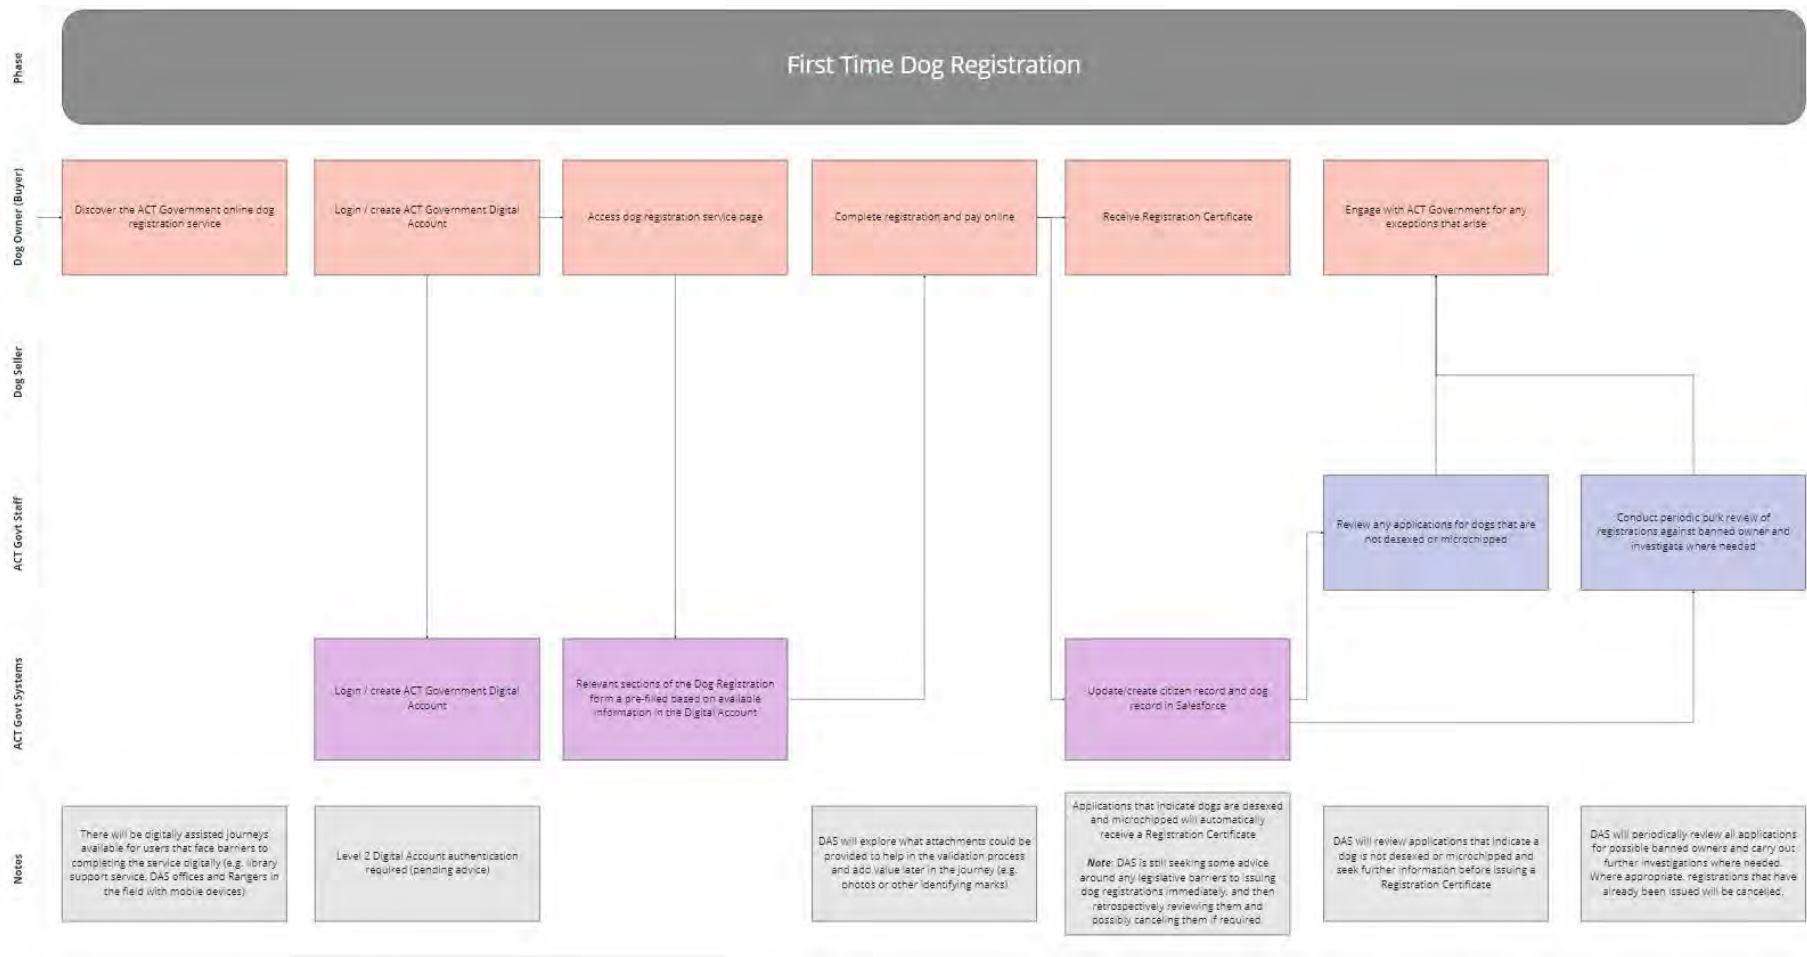 Phase
First Time Dog Registration
Dog Owner (Buyer)
Discover the ACT Government online dog
registration service
Login / create ACT Government Digital
Account
Access dog registration service page
Complete registration and pay online
Receive Registration Certificate
Engage with ACT Government for any
exceptions that arise
Dog Seller
ACT Govt Staff
Review any applications for dogs that are
not desexed or microchipped
Conduct periodic bulk review of
registrations against banned owner and
investigate where needed
ACT Govt Systems
Login / create ACT Government Digital
Account
Relevant sections of the Dog Registration
form a pre-filled based on available
information in the Digital Account
Update/create citizen record and dog
record in Salesforce
Notes
There will be digitally assisted journeys
available for users that face barriers to
completing the service digitally (e.g. library
support service, DAS offices and Rangers in
the field with mobile devices)
Level 2 Digital Account authentication
required (pending advice)
DAS will explore what attachments could be
provided to help in the validation process
and add value later in the journey (e.g.
photos or other identifying marks)
Applications that indicate dogs are desexed
and microchipped will automatically
receive a Registration Certificate
Note: DAS is still seeking some advice
around any legislative barriers to issuing
dog registrations immediately, and then
retrospectively reviewing them and
possibly canceling them if required.
DAS will review applications that indicate a
dog is not desexed or microchipped and
seek further information before issuing a
Registration Certificate
DAS will periodically review all applications
for possible banned owners and carry out
further investigations where needed.
Where appropriate, registrations that have
already been issued will be cancelled.